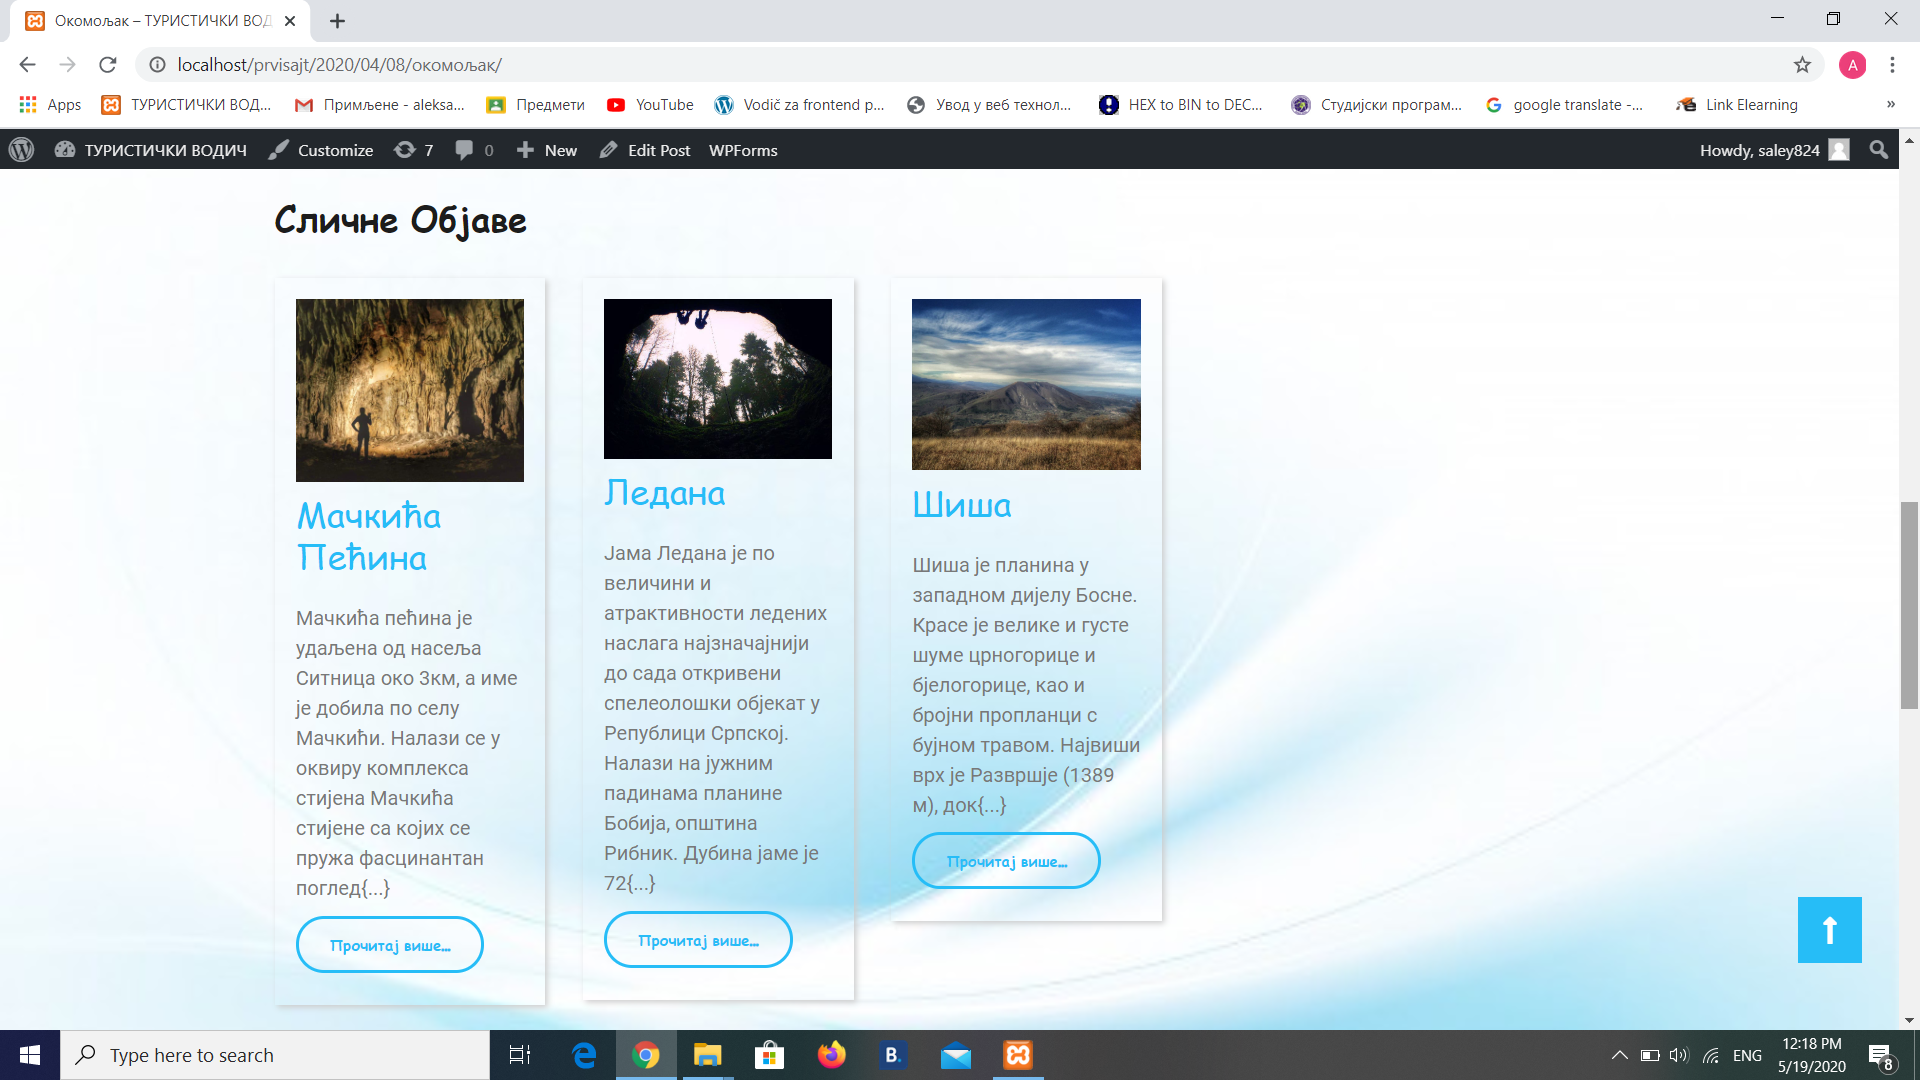 Окомољак – ТУРИСТИЧКИ ВОД
localhost/prvisajt/2020/04/08/окомољак/
A
Apps
ТУРИСТИЧКИ ВОД...
Примљене - aleksa...
Предмети
YouTube
Vodič za frontend p...
Увод у веб технол...
HEX to BIN to DEC...
Студијски програм...
google translate -...
Link Elearning
»
ТУРИСТИЧКИ ВОДИЧ
Customize
7
0
New
Edit Post
WPForms
Howdy, saley824
Сличне Објаве
Мачкића
Пећина
Мачкића пећина је
удаљена од насеља
Ситница око 3км, а име
је добила по селу
Мачкићи. Налази се у
оквиру комплекса
стијена Мачкића
стијене са којих се
пружа фасцинантан
поглед{...}
Прочитај више...
Ледана
Јама Ледана је по
величини и
атрактивности ледених
наслага најзначајнији
до сада откривени
спелеолошки објекат у
Републици Српској.
Налази на јужним
падинама планине
Бобија, општина
Рибник. Дубина јаме је
72{...}
Прочитај више...
Шиша
Шиша је планина у
западном дијелу Босне.
Красе је велике и густе
шуме црногорице и
бјелогорице, као и
бројни пропланци с
бујном травом. Највиши
врх је Развршје (1389
м), док{...}
Прочитај више...
Type here to search
B.
ENG
12:18 PM
5/19/2020
8